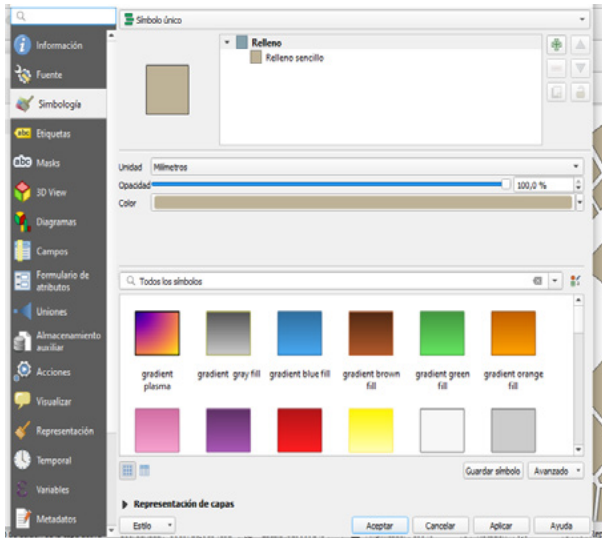 Símbolo único
Información
Fuente
Simbología
Etiquetas
Masks
3D View
Diagramas
Campos
Formulario de
atributos
Uniones
Almacenamiento
auxiliar
Acciones
Visualizar
Representación
Temporal
Variables
Metadatos
Relleno
Relleno sencillo
Unidad Milímetros
Opacidad 100,0 %
Color
Todos los símbolos
gradient
plasma
gradient gray fill
gradient blue fill
gradient brown
fill
gradient green
fill
gradient orange
fill
Guardar símbolo
Avanzado
Representación de capas
Estilo
Aceptar
Cancelar
Aplicar
Ayuda